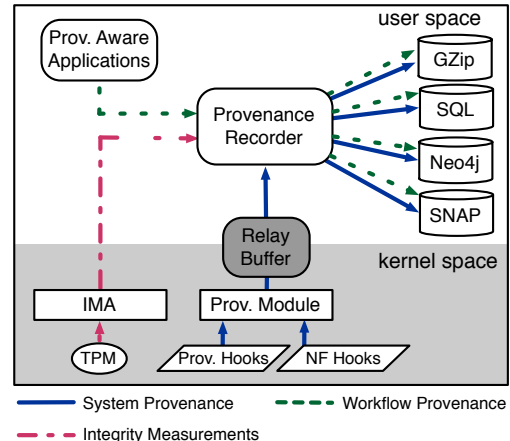 user space
Prov. Aware
Applications
GZip
SQL
Neo4j
SNAP
Provenance
Recorder
Relay
Buffer
kernel space
IMA
Prov. Module
TPM
Prov. Hooks
NF Hooks
System Provenance
Workflow Provenance
Integrity Measurements